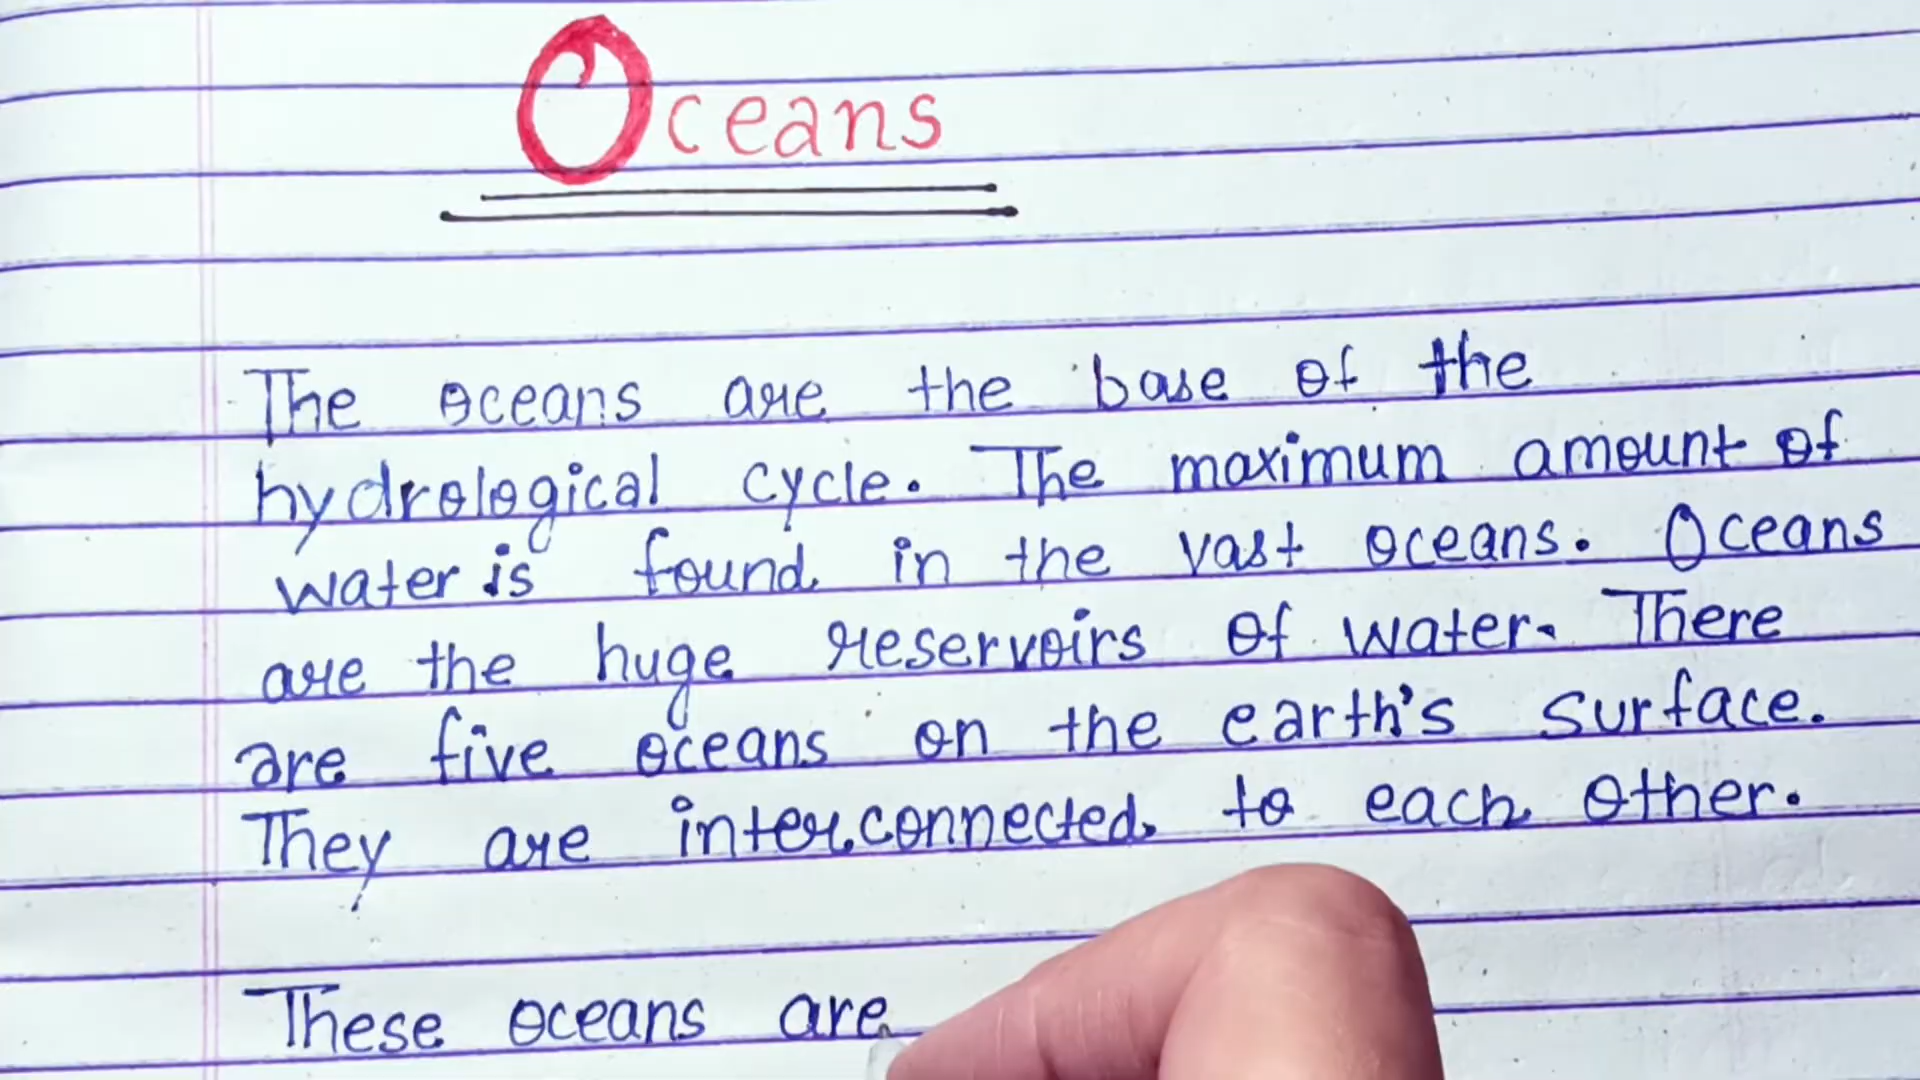 Oceans
The oceans are the base of the
hydrological cycle. The maximum amount of
water is found in the vast oceans. Oceans
are the huge reservoirs of water. There
are five oceans on the earth's surface.
They are interconnected to each other.
These oceans are